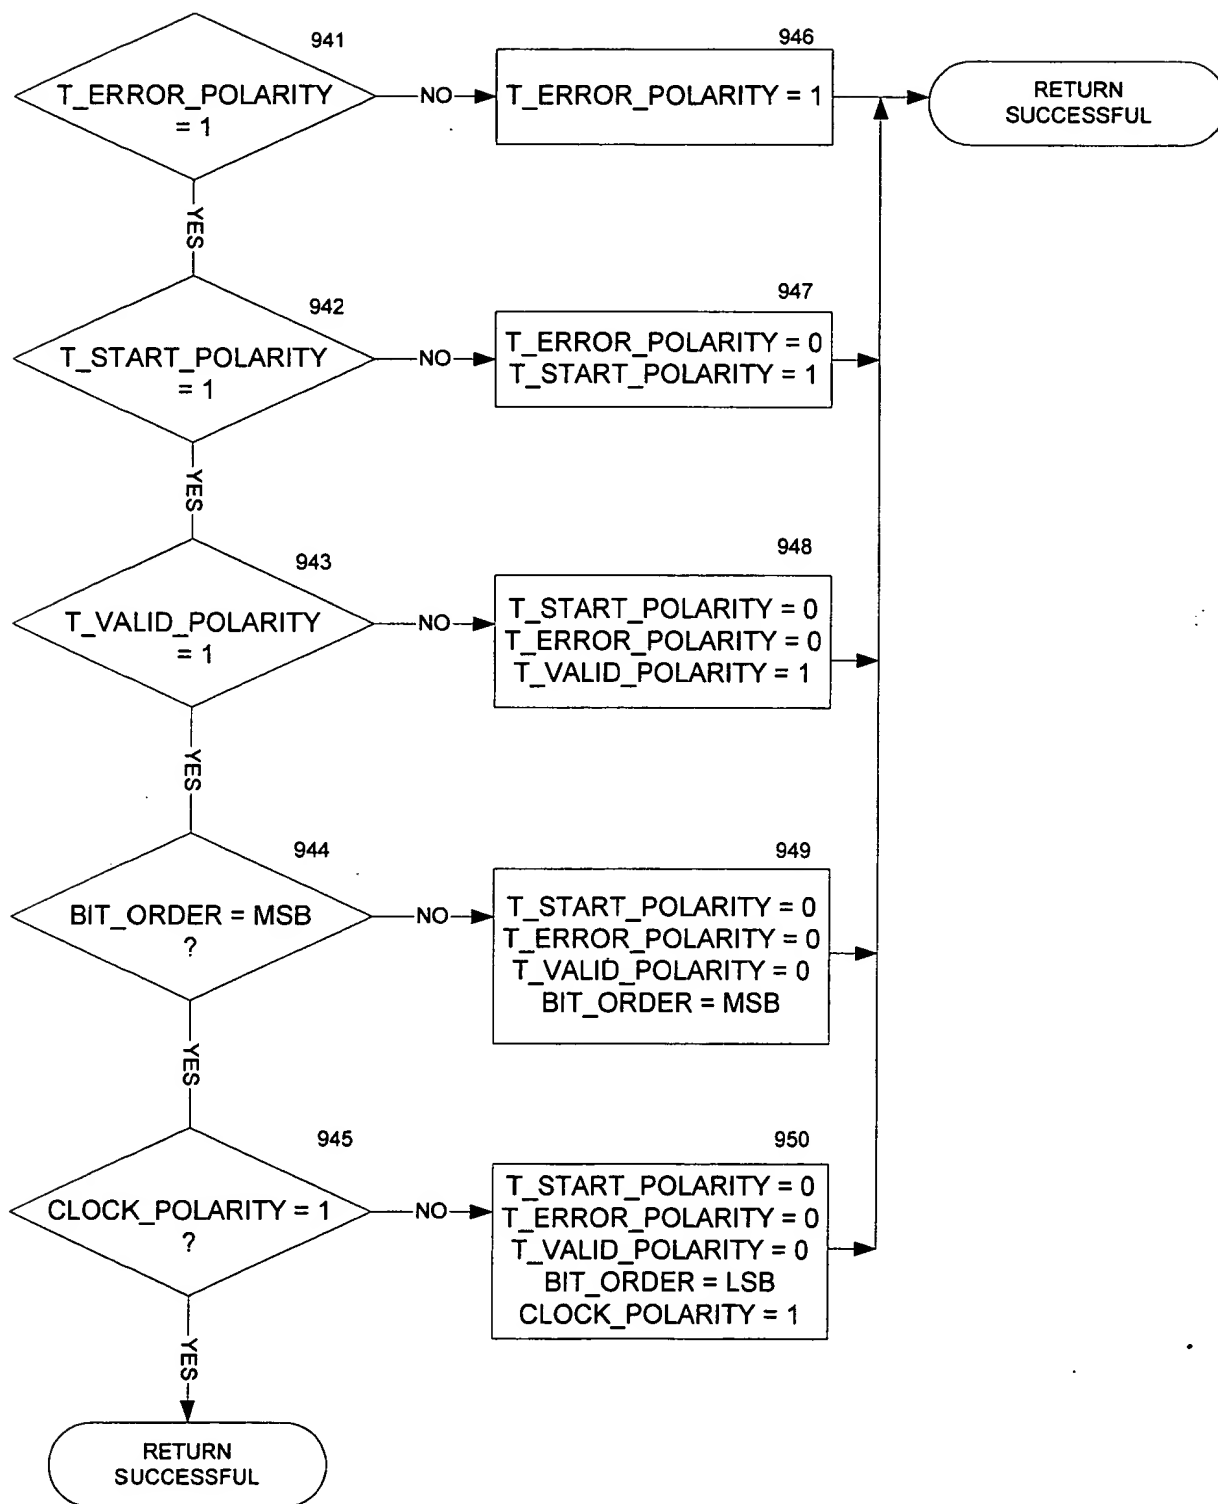 941
T_ERROR_POLARITY
= 1
NO
946
T_ERROR_POLARITY = 1
RETURN
SUCCESSFUL
YES
942
T_START_POLARITY
= 1
NO
947
T_ERROR_POLARITY = 0
T_START_POLARITY = 1
YES
943
T_VALID_POLARITY
= 1
NO
948
T_START_POLARITY = 0
T_ERROR_POLARITY = 0
T_VALID_POLARITY = 1
YES
944
BIT_ORDER = MSB
?
NO
949
T_START_POLARITY = 0
T_ERROR_POLARITY = 0
T_VALID_POLARITY = 0
BIT_ORDER = MSB
YES
945
CLOCK_POLARITY = 1
?
NO
950
T_START_POLARITY = 0
T_ERROR_POLARITY = 0
T_VALID_POLARITY = 0
BIT_ORDER = LSB
CLOCK_POLARITY = 1
YES
RETURN
SUCCESSFUL